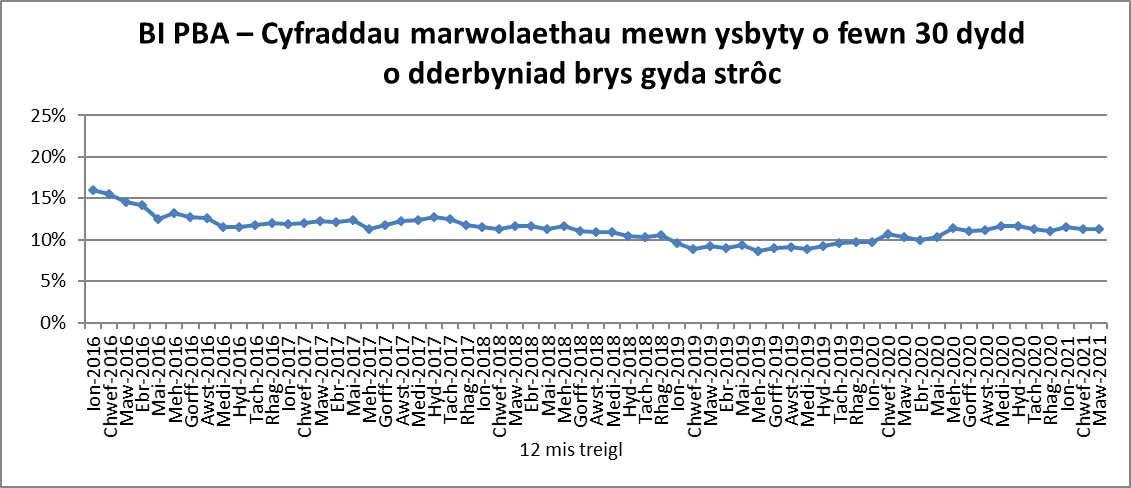 BI PBA – Cyfraddau marwolaethau mewn ysbyty o fewn 30 dydd
o dderbyniad brys gyda strôc
25%
20%
15%
10%
5%
0%
Ion-2016
Chwef-2016
Maw-2016
Ebr-2016
Mai-2016
Meh-2016
Gorff-2016
Awst-2016
Medi-2016
Hyd-2016
Tach-2016
Rhag-2016
Ion-2017
Chwef-2017
Maw-2017
Ebr-2017
Mai-2017
Meh-2017
Gorff-2017
Awst-2017
Medi-2017
Hyd-2017
Tach-2017
Rhag-2017
Ion-2018
Chwef-2018
Maw-2018
Ebr-2018
Mai-2018
Meh-2018
Gorff-2018
Awst-2018
Medi-2018
Hyd-2018
Tach-2018
Rhag-2018
Ion-2019
Chwef-2019
Maw-2019
Ebr-2019
Mai-2019
Meh-2019
Gorff-2019
Awst-2019
Medi-2019
Hyd-2019
Tach-2019
Rhag-2019
Ion-2020
Chwef-2020
Maw-2020
Ebr-2020
Mai-2020
Meh-2020
Gorff-2020
Awst-2020
Medi-2020
Hyd-2020
Tach-2020
Rhag-2020
Ion-2021
Chwef-2021
Maw-2021
12 mis treigl